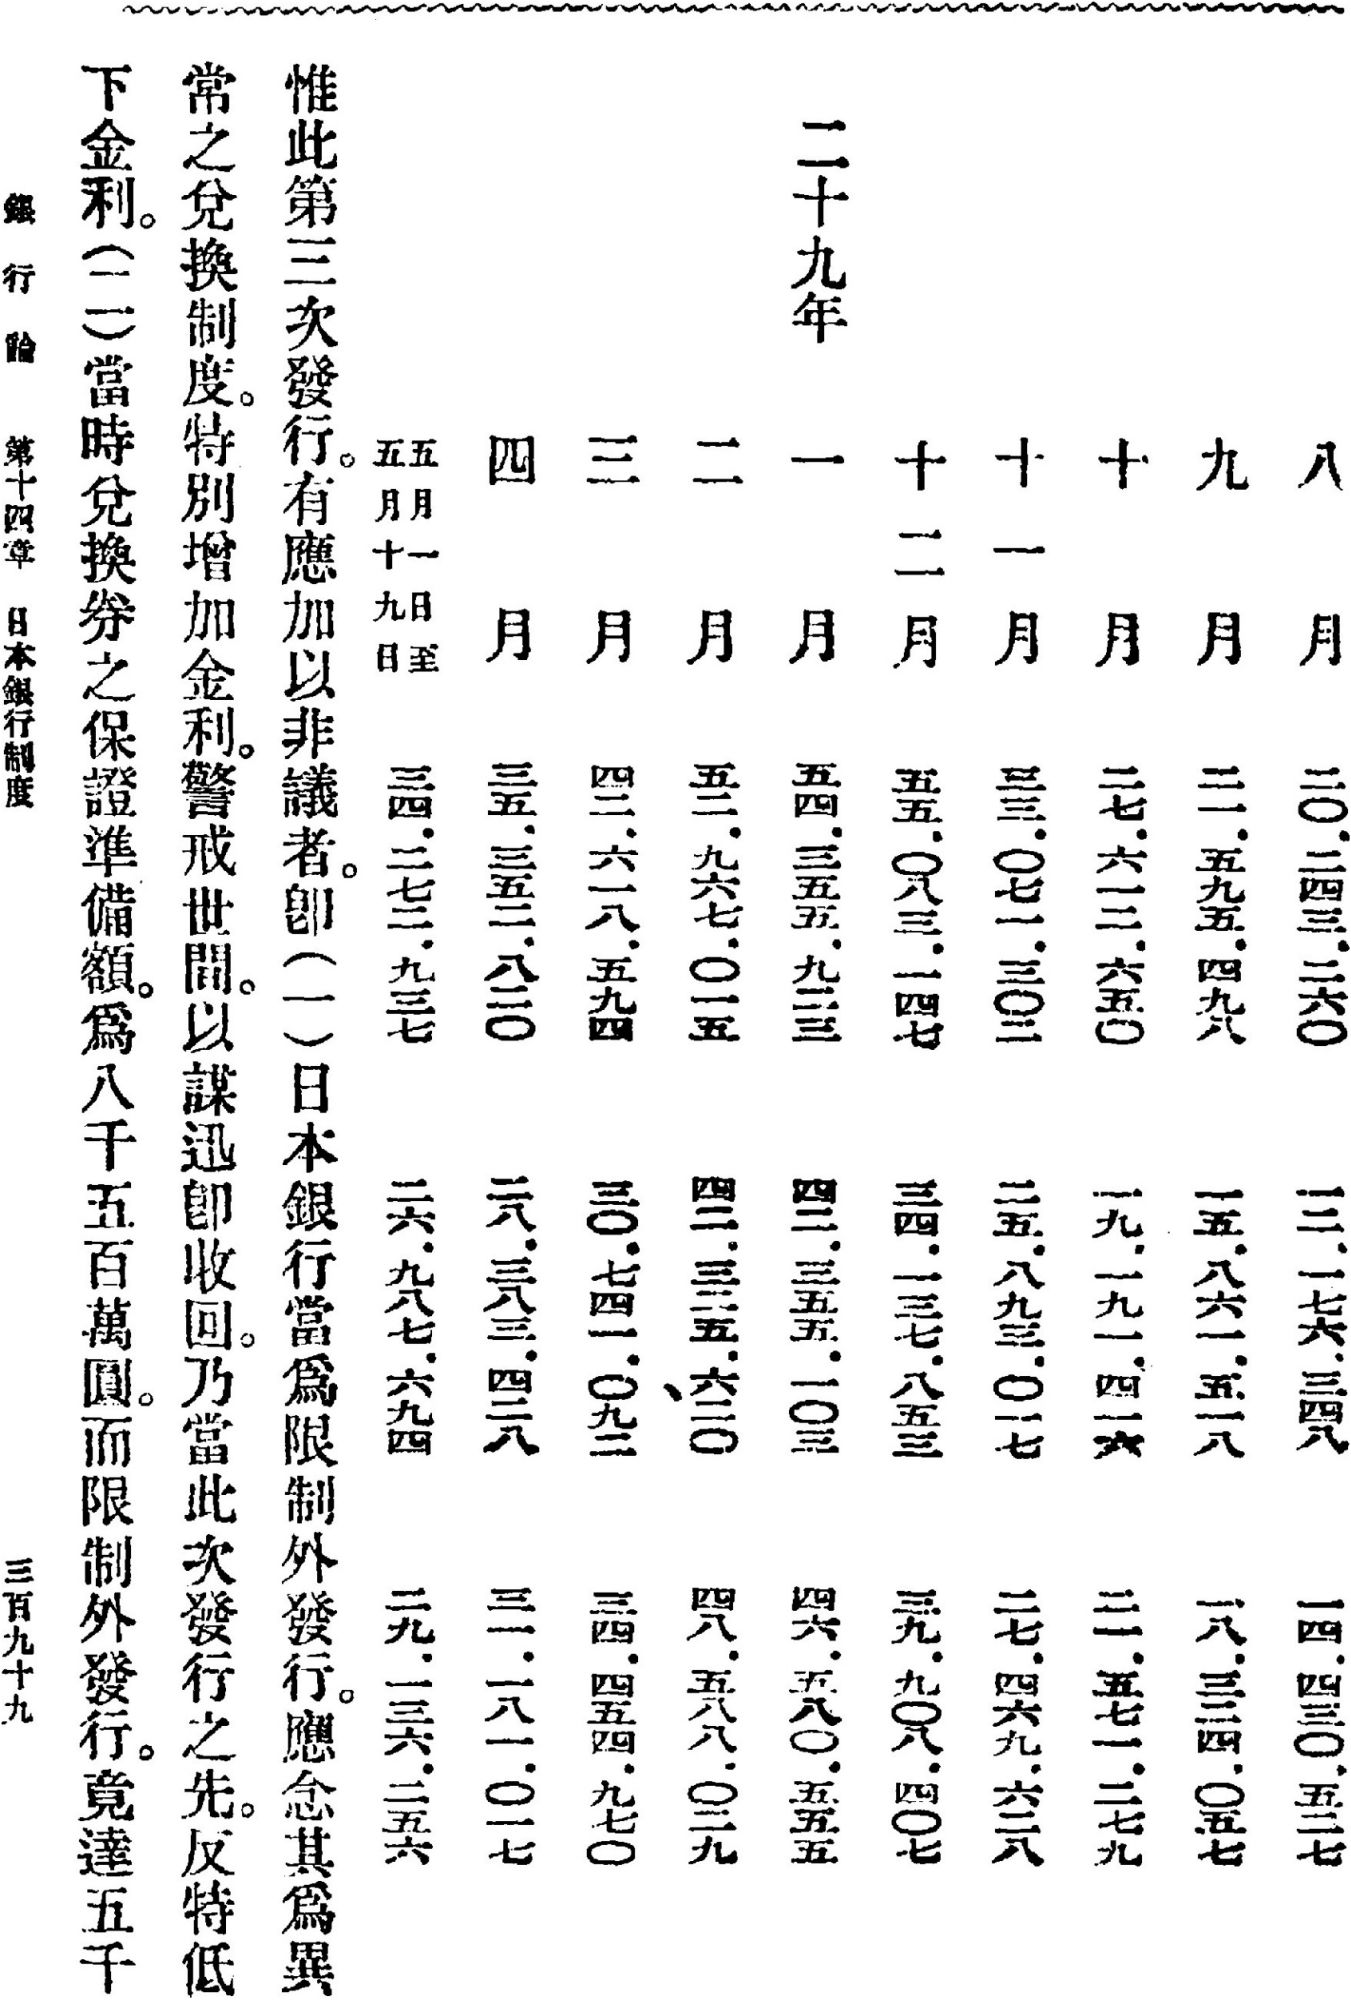 八月 二〇.二四三.二六〇 一二.一七六.三四八 一四.四三〇.五二七
九月 二一.五九五.四九八 一五.八六一.五一八 一八.三二四.〇五七
十月 二七.六一二.六五〇 一九.一九一.四一六 二一.五七一.二七九
十一月 三三.〇七一.三〇二 二五.八九三.〇一七 二七.四六九.六二八
十二月 五五.〇八三.一四七 三四.一三七.八五三 三九.九〇八.四〇七
二十九年 一月 五四.三五五.九二三 四二.三五五.一〇三 四六.五八〇.五五五
二月 五二.九六七.〇一五 四二.三二五.六二〇 四八.五八八.〇二九
三月 四二.六一八.五九四 三〇.七四一.〇九二 三四.四五四.九七〇
四月 三五.三五二.八二〇 二八.三八三.四二八 三一.一八一.〇一七
五月一日至
五月十九日 三四.二七二.九三七 二六.九八七.六九四 二九.一三六.二五六
惟此第三次發行。有應加以非議者。卽(一)日本銀行當爲限制外發行。應念其爲異
常之兌換制度。特別增加金利。警戒世間。以謀迅卽收回。乃當此次發行之先。反特低
下金利。(二)當時兌換券之保證準備額。爲八千五百萬圓。而限制外發行。竟達五千
銀行論 第十四章 日本銀行制度 三百九十九